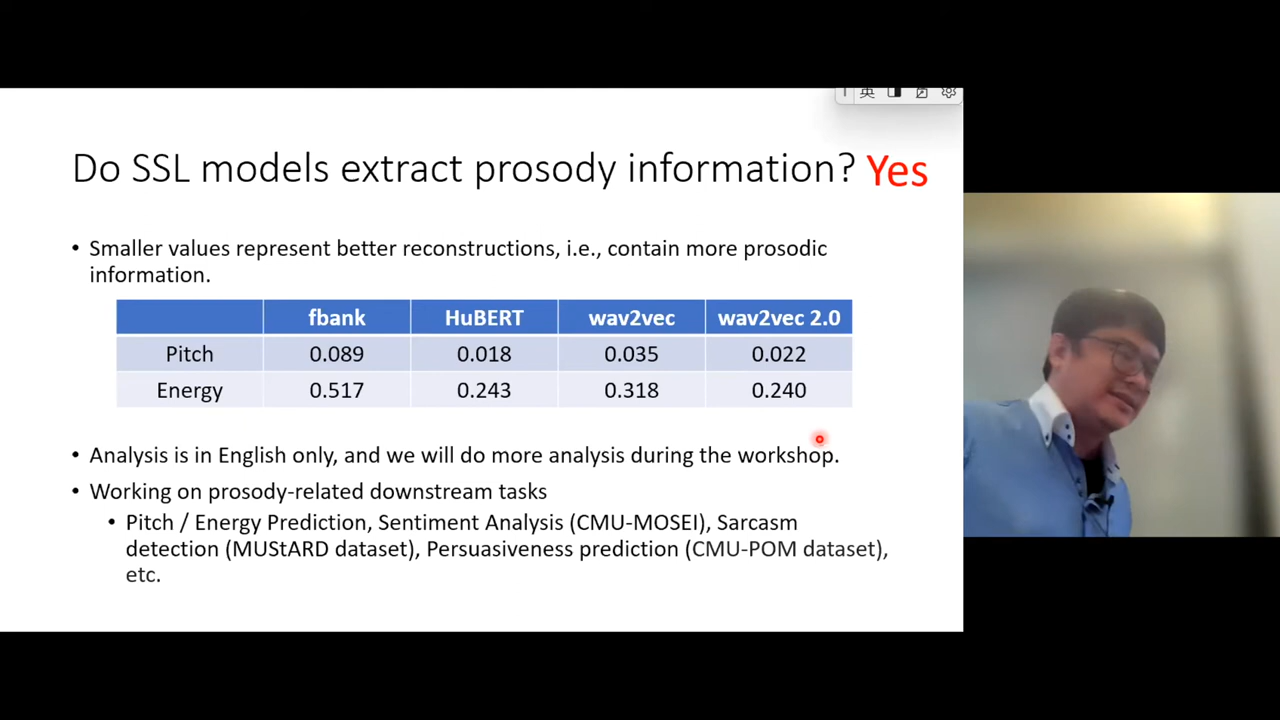 英
Do SSL models extract prosody information? Yes
• Smaller values represent better reconstructions, i.e., contain more prosodic
information.
fbank HuBERT wav2vec wav2vec 2.0
Pitch 0.089 0.018 0.035 0.022
Energy 0.517 0.243 0.318 0.240
• Analysis is in English only, and we will do more analysis during the workshop.
• Working on prosody-related downstream tasks
• Pitch / Energy Prediction, Sentiment Analysis (CMU-MOSEI), Sarcasm
detection (MUStARD dataset), Persuasiveness prediction (CMU-POM dataset),
etc.